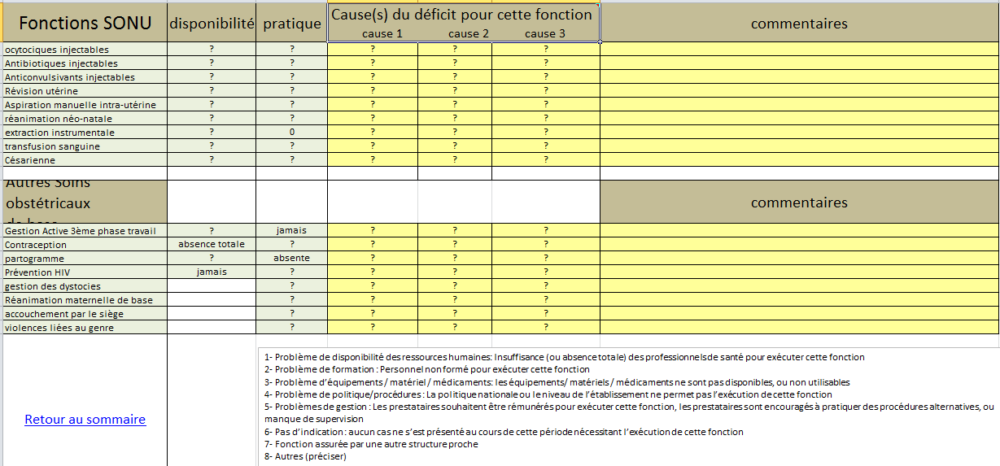 Fonctions SONU disponibilité pratique Cause(s) du déficit pour cette fonction commentaires
cause 1 cause 2 cause 3
ocytociques injectables ? ? ? ? ?
Antibiotiques injectables ? ? ? ? ?
Anticonvulsivants injectables ? ? ? ? ?
Révision utérine ? ? ? ? ?
Aspiration manuelle intra-utérine ? ? ? ? ?
réanimation néo-natale ? ? ? ? ?
extraction instrumentale ? 0 ? ? ?
transfusion sanguine ? ? ? ? ?
Césarienne ? ? ? ? ?
Autres Soins
obstétricaux commentaires
de base
Gestion Active 3ème phase travail ? jamais ? ? ?
Contraception absence totale ? ? ? ?
partogramme ? absente ? ? ?
Prévention HIV jamais ? ? ? ?
gestion des dystocies ? ? ? ?
Réanimation maternelle de base ? ? ? ?
accouchement par le siège ? ? ? ?
violences liées au genre ? ? ? ?
1- Problème de disponibilité des ressources humaines: Insuffisance (ou absence totale) des professionnels de santé pour exécuter cette fonction
2- Problème de formation : Personnel non formé pour exécuter cette fonction
3- Problème d'équipements / matériel / médicaments: les équipements/ matériels / médicaments ne sont pas disponibles, ou non utilisables
4- Problème de politique/procédures : La politique nationale ou le niveau de l'établissement ne permet pas l'exécution de cette fonction
5- Problèmes de gestion : Les prestataires souhaitent être rémunérés pour exécuter cette fonction, les prestataires sont encouragés à pratiquer des procédures alternatives, ou
manque de supervision
6- Pas d'indication : aucun cas ne s'est présenté au cours de cette période nécessitant l'exécution de cette fonction
7- Fonction assurée par une autre structure proche
8- Autres (préciser)
Retour au sommaire